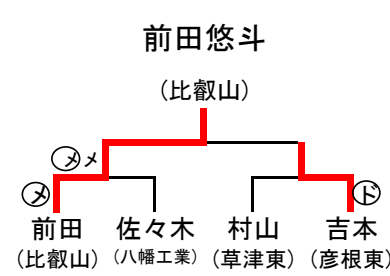 前田悠斗
(比叡山)
㋱メ
㋱ ㋣
前田 佐々木 村山 吉本
(比叡山) (八幡工業) (草津東) (彦根東)